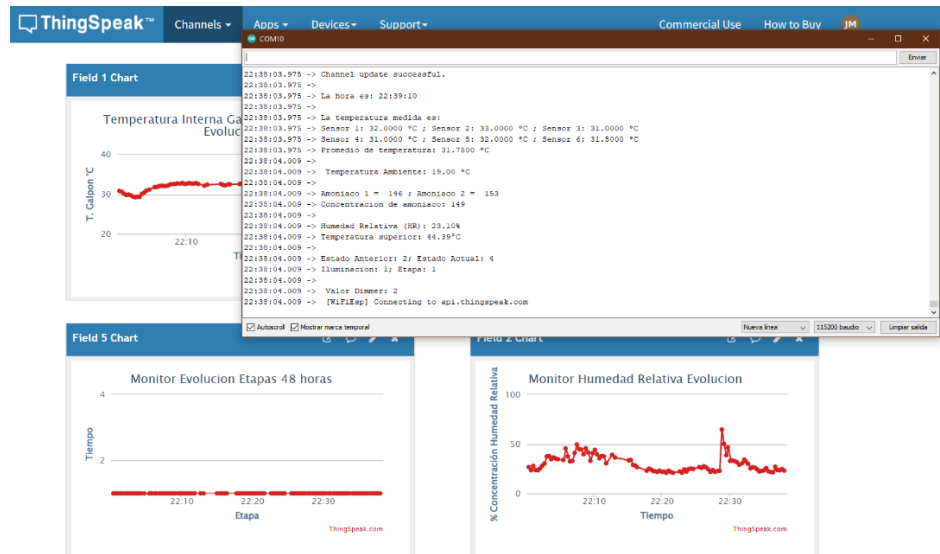 ThingSpeak™ Channels Apps Devices Support Commercial Use How to Buy JM
COM10
Enviar
22:38:03.975 -> Channel update successful.
22:38:03.975 ->
22:38:03.975 -> La hora es: 22:39:10
22:38:03.975 ->
22:38:03.975 -> La temperatura medida es:
22:38:03.975 -> Sensor 1: 32.0000 °C ; Sensor 2: 33.0000 °C ; Sensor 3: 31.0000 °C
22:38:03.975 -> Sensor 4: 31.0000 °C ; Sensor 5: 32.0000 °C ; Sensor 6: 31.5000 °C
22:38:03.975 -> Promedio de temperatura: 31.7500 °C
22:38:04.009 ->
22:38:04.009 -> Temperatura Ambiente: 19.00 °C
22:38:04.009 ->
22:38:04.009 -> Amoniaco 1 = 146 ; Amoniaco 2 = 153
22:38:04.009 -> Concentracion de amoniaco: 149
22:38:04.009 ->
22:38:04.009 -> Humedad Relativa (HR): 23.10%
22:38:04.009 -> Temperatura superior: 44.39°C
22:38:04.009 ->
22:38:04.009 -> Estado Anterior: 2; Estado Actual: 4
22:38:04.009 -> Iluminacion: 1; Etapa: 1
22:38:04.009 ->
22:38:04.009 -> Valor Dimmer: 2
22:38:04.009 -> [WiFiEsp] Connecting to api.thingspeak.com
Autoscroll Mostrar marca temporal Nueva línea 115200 baudio Limpiar salida
Field 1 Chart
Temperatura Interna Ga
Evoluc
T. Galpon °C
40
30
20
22:10
Ti
Field 5 Chart
Monitor Evolucion Etapas 48 horas
Tiempo
4
2
22:10 22:20 22:30
Etapa
ThingSpeak.com
Field 2 Chart
Monitor Humedad Relativa Evolucion
% Concentración Humedad Relativa
100
50
0
22:10 22:20 22:30
Tiempo
ThingSpeak.com